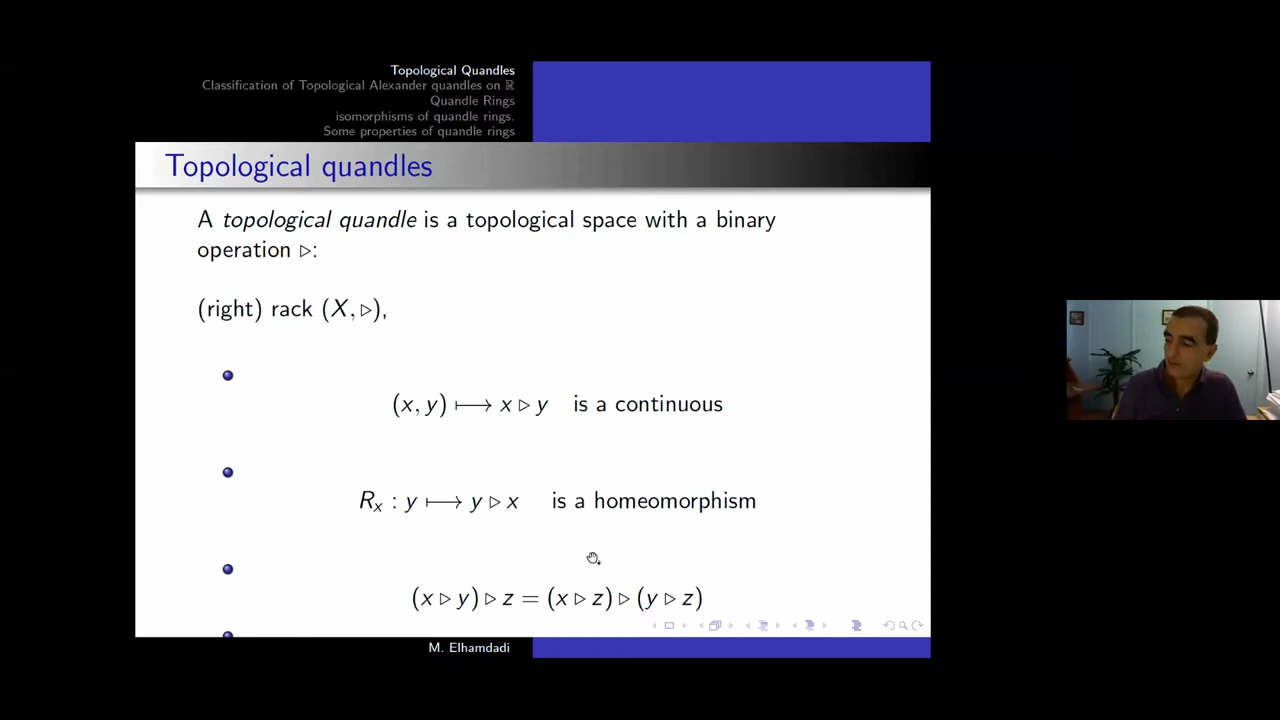 Topological Quandles
Classification of Topological Alexander quandles on ℝ
Quandle Rings
isomorphisms of quandle rings.
Some properties of quandle rings
Topological quandles
A topological quandle is a topological space with a binary
operation ▷:
(right) rack (X, ▷),
(x, y) ⟼ x ▷ y is a continuous
Rₓ : y ⟼ y ▷ x is a homeomorphism
(x ▷ y) ▷ z = (x ▷ z) ▷ (y ▷ z)
M. Elhamdadi